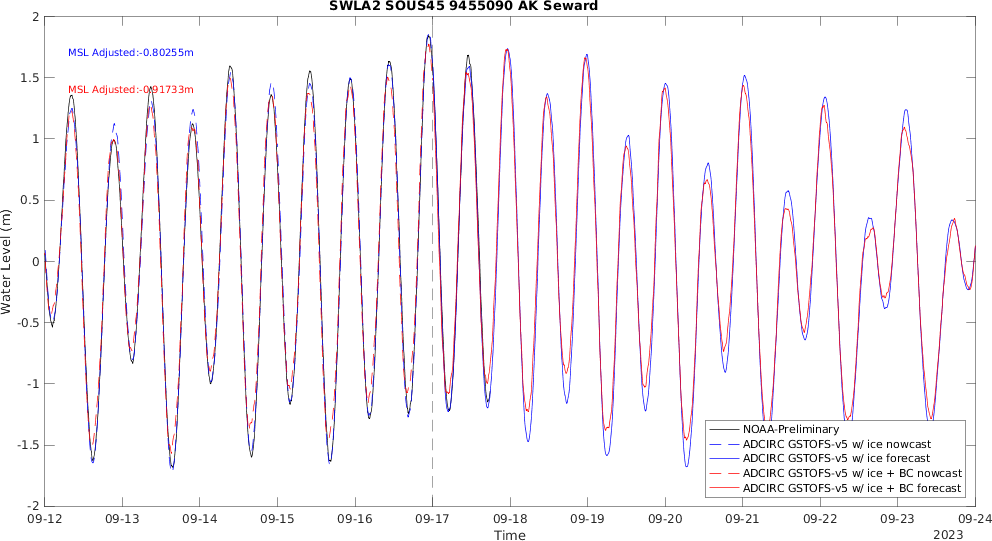 SWLA2 SOUS45 9455090 AK Seward
MSL Adjusted:-0.80255m
MSL Adjusted:-0.91733m
Water Level (m)
2
1.5
1
0.5
0
-0.5
-1
-1.5
-2
09-12
09-13
09-14
09-15
09-16
09-17
09-18
09-19
09-20
09-21
09-22
09-23
09-24
2023
Time
NOAA-Preliminary
ADCIRC GSTOFS-v5 w/ ice nowcast
ADCIRC GSTOFS-v5 w/ ice forecast
ADCIRC GSTOFS-v5 w/ ice + BC nowcast
ADCIRC GSTOFS-v5 w/ ice + BC forecast